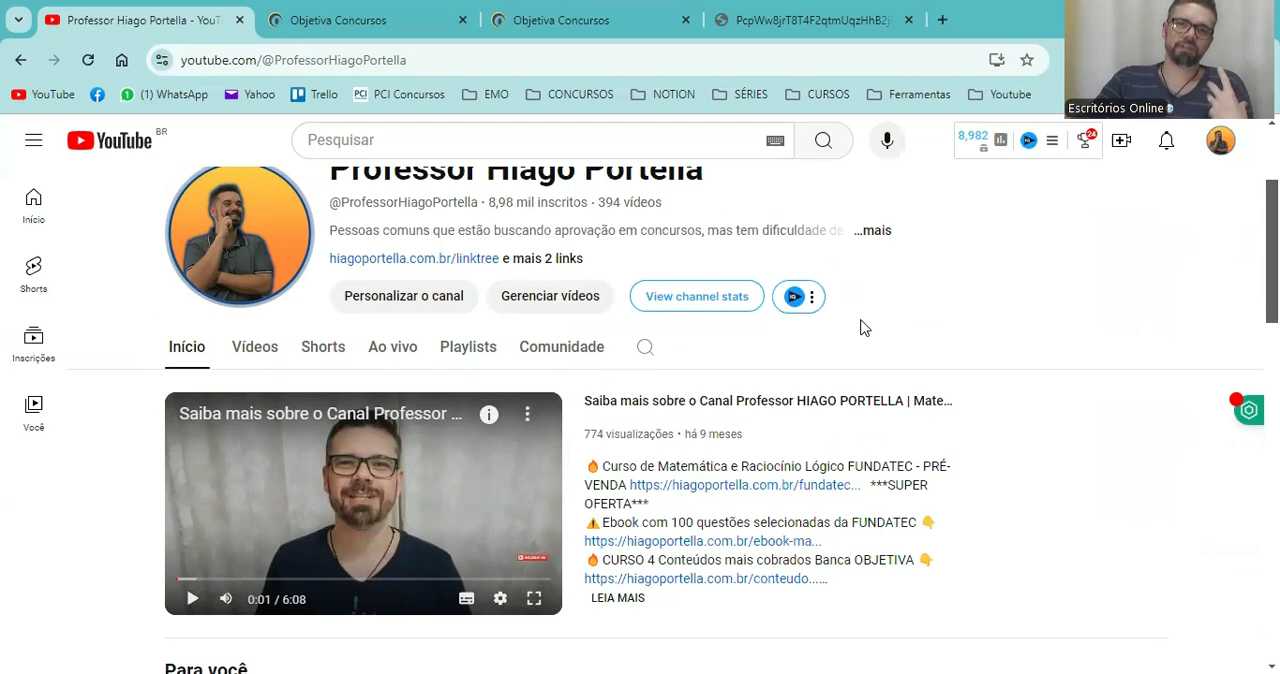 Professor Hiago Portella - YouT
Objetiva Concursos
Objetiva Concursos
PcpWw8jrT8T4F2qtmUqzHhB2j
youtube.com/@ProfessorHiagoPortella
YouTube
(1) WhatsApp
Yahoo
Trello
PCI Concursos
EMO
CONCURSOS
NOTION
SÉRIES
CURSOS
Ferramentas
Youtube
Escritórios Online
YouTube BR
Pesquisar
8,982
24
Professor Hiago Portella
@ProfessorHiagoPortella · 8,98 mil inscritos · 394 vídeos
Pessoas comuns que estão buscando aprovação em concursos, mas tem dificuldade de ...mais
hiagoportella.com.br/linktree e mais 2 links
Personalizar o canal
Gerenciar vídeos
View channel stats
Início
Shorts
Inscrições
Você
Início
Vídeos
Shorts
Ao vivo
Playlists
Comunidade
Saiba mais sobre o Canal Professor ...
0:01 / 6:08
Saiba mais sobre o Canal Professor HIAGO PORTELLA | Mate...
774 visualizações · há 9 meses
🔥 Curso de Matemática e Raciocínio Lógico FUNDATEC - PRÉ-
VENDA https://hiagoportella.com.br/fundatec... ***SUPER
OFERTA***
⚠️Ebook com 100 questões selecionadas da FUNDATEC 👇
https://hiagoportella.com.br/ebook-ma...
🔥 CURSO 4 Conteúdos mais cobrados Banca OBJETIVA 👇
https://hiagoportella.com.br/conteudo......
LEIA MAIS
Para você